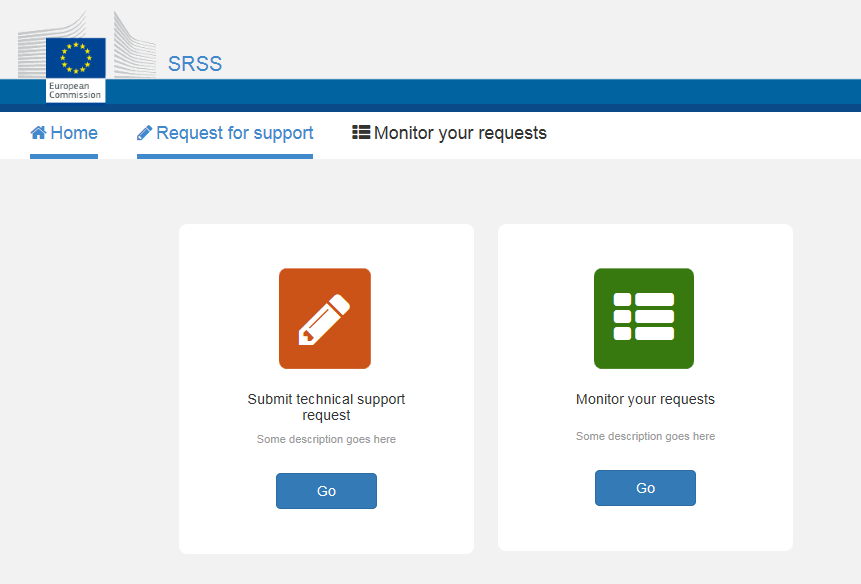 SRSS
European
Commission
Home
Request for support
Monitor your requests
Submit technical support
request
Some description goes here
Go
Monitor your requests
Some description goes here
Go